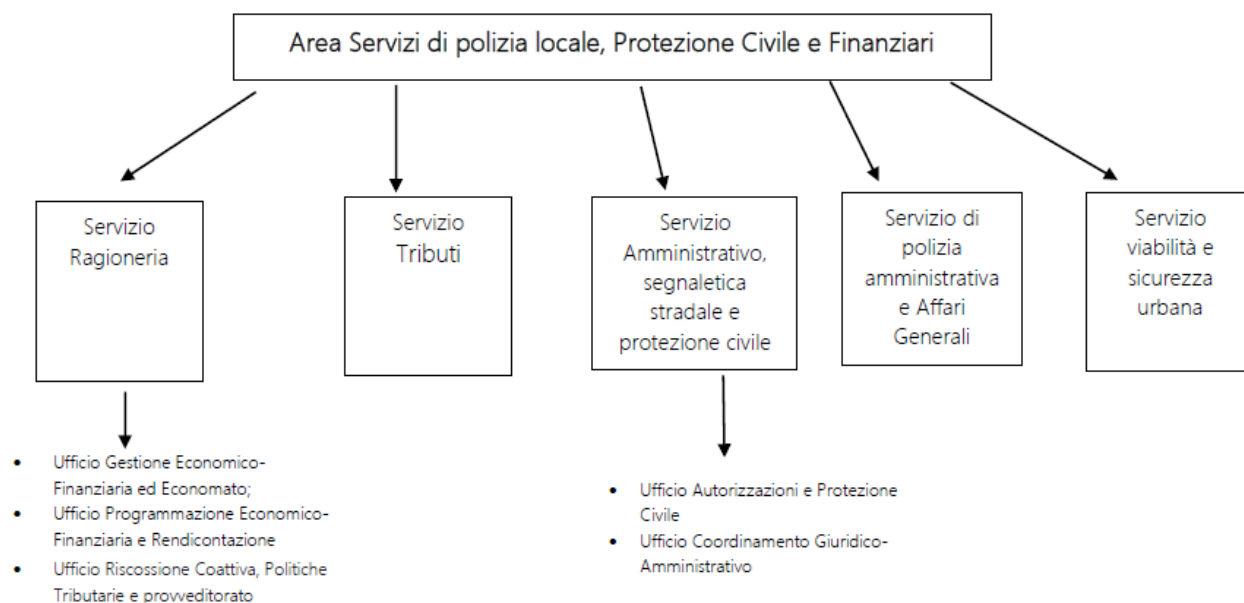 Area Servizi di polizia locale, Protezione Civile e Finanziari
Servizio
Ragioneria
Servizio
Tributi
Servizio
Amministrativo,
segnaletica
stradale e
protezione civile
Servizio di
polizia
amministrativa
e Affari
Generali
Servizio
viabilità e
sicurezza
urbana
• Ufficio Gestione Economico-
Finanziaria ed Economato;
• Ufficio Programmazione Economico-
Finanziaria e Rendicontazione
• Ufficio Riscossione Coattiva, Politiche
Tributarie e provveditorato
• Ufficio Autorizzazioni e Protezione
Civile
• Ufficio Coordinamento Giuridico-
Amministrativo